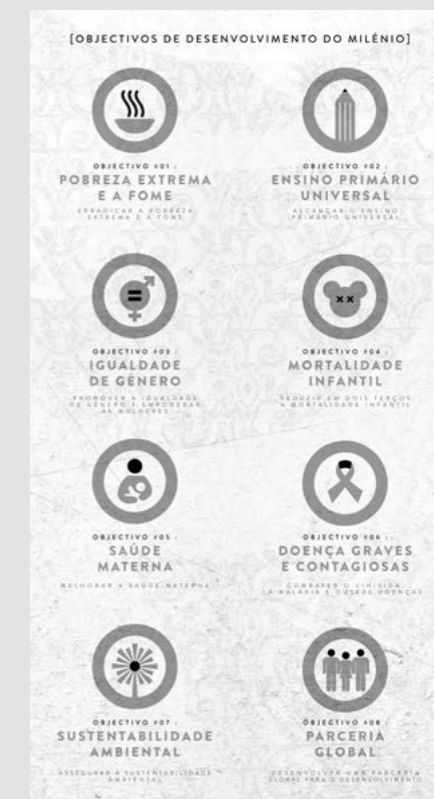 [OBJECTIVOS DE DESENVOLVIMENTO DO MILÉNIO]
OBJECTIVO #01 :
POBREZA EXTREMA
E A FOME
ERRADICAR A POBREZA
EXTREMA E A FOME
OBJECTIVO #02 :
ENSINO PRIMÁRIO
UNIVERSAL
ALCANÇAR O ENSINO
PRIMÁRIO UNIVERSAL
OBJECTIVO #03 :
IGUALDADE
DE GÉNERO
PROMOVER A IGUALDADE
DE GÉNERO E EMPODERAR
AS MULHERES
OBJECTIVO #04 :
MORTALIDADE
INFANTIL
REDUZIR EM DOIS TERÇOS
A MORTALIDADE INFANTIL
OBJECTIVO #05 :
SAÚDE
MATERNA
MELHORAR A SAÚDE MATERNA
OBJECTIVO #06 :
DOENÇA GRAVES
E CONTAGIOSAS
COMBATER O VIH/SIDA,
A MALÁRIA E OUTRAS DOENÇAS
OBJECTIVO #07 :
SUSTENTABILIDADE
AMBIENTAL
ASSEGURAR A SUSTENTABILIDADE
AMBIENTAL
OBJECTIVO #08 :
PARCERIA
GLOBAL
DESENVOLVER UMA PARCERIA
GLOBAL PARA O DESENVOLVIMENTO